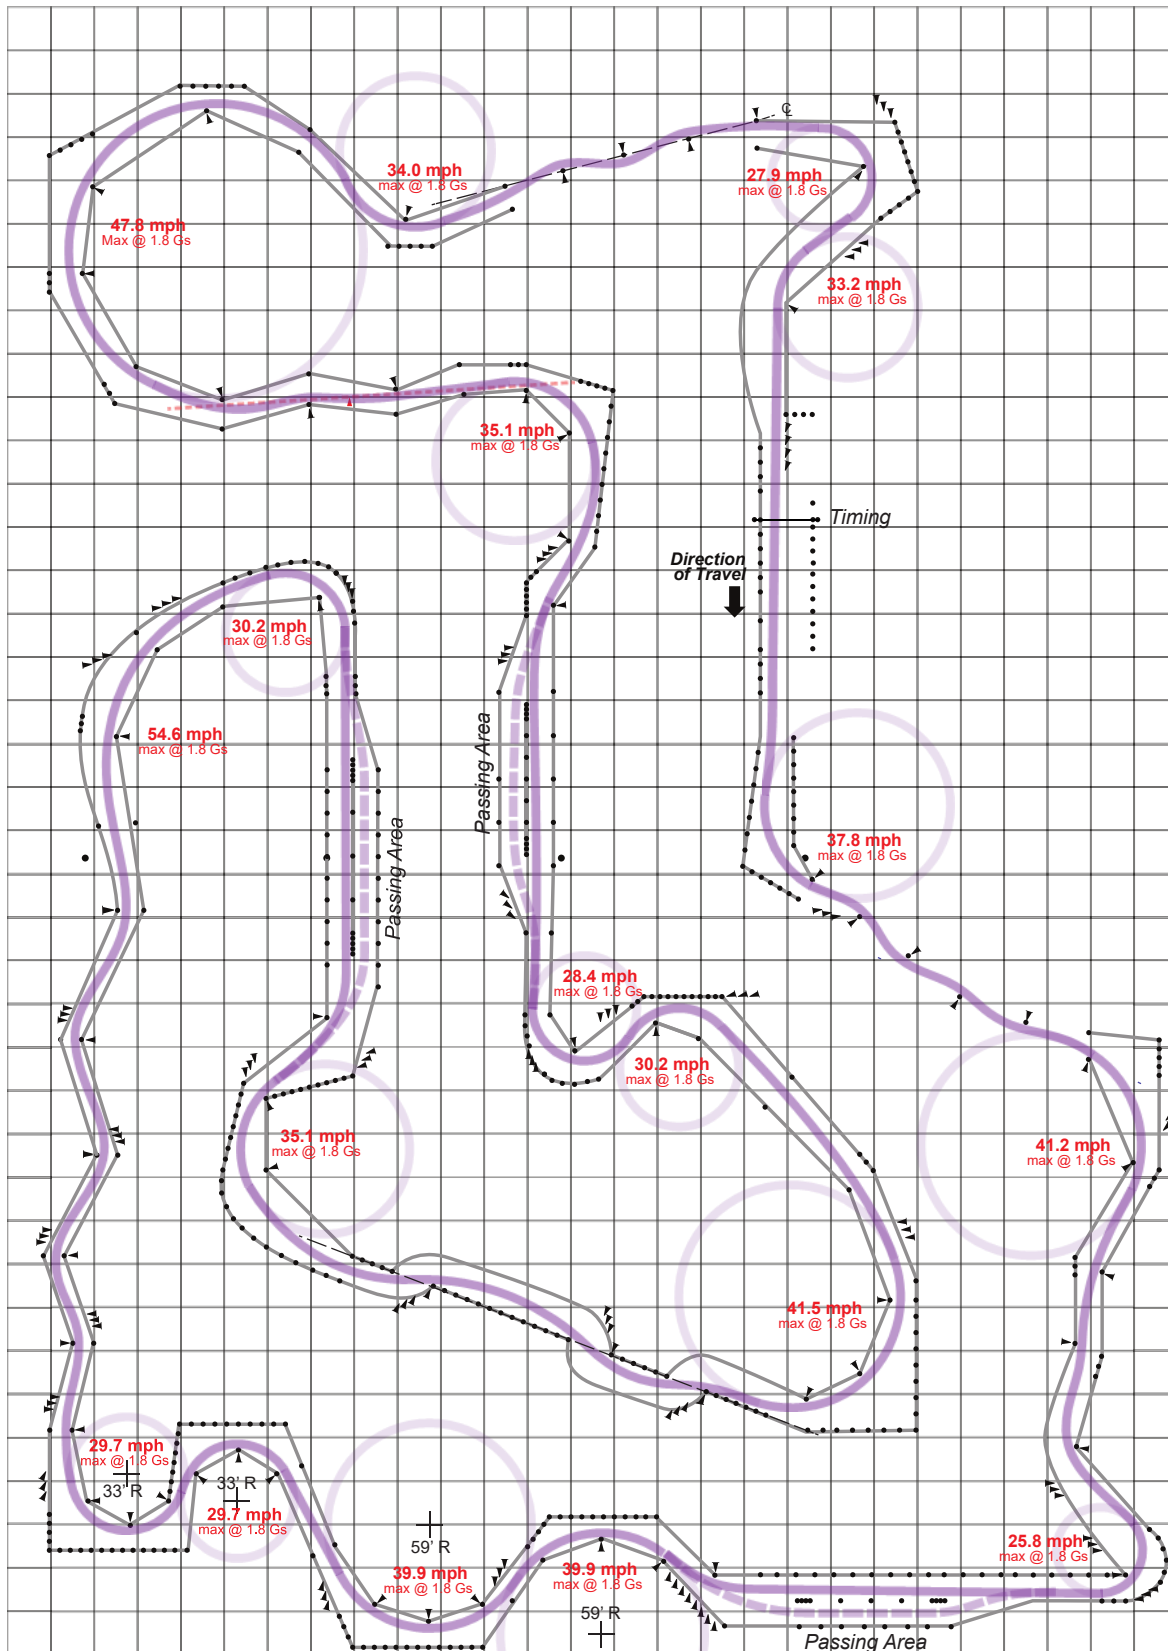 ℄
34.0 mph
max @ 1.8 Gs
27.9 mph
max @ 1.8 Gs
47.8 mph
Max @ 1.8 Gs
33.2 mph
max @ 1.8 Gs
35.1 mph
max @ 1.8 Gs
Timing
Direction
of Travel
30.2 mph
max @ 1.8 Gs
54.6 mph
max @ 1.8 Gs
Passing Area
Passing Area
37.8 mph
max @ 1.8 Gs
28.4 mph
max @ 1.8 Gs
30.2 mph
max @ 1.8 Gs
35.1 mph
max @ 1.8 Gs
41.2 mph
max @ 1.8 Gs
41.5 mph
max @ 1.8 Gs
29.7 mph
max @ 1.8 Gs
33' R
33' R
29.7 mph
max @ 1.8 Gs
59' R
25.8 mph
max @ 1.8 Gs
39.9 mph
max @ 1.8 Gs
39.9 mph
max @ 1.8 Gs
59' R
Passing Area